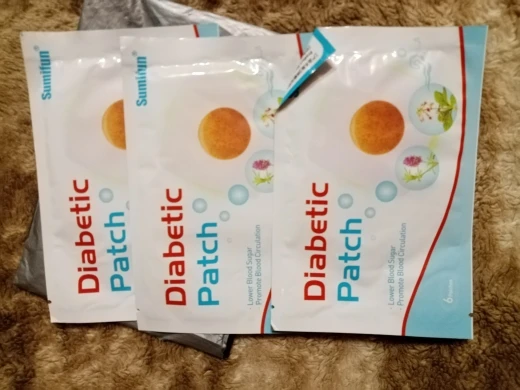 Sumifun®
Diabetic
Patch
Sumifun®
Diabetic
Patch
Lower Blood Sugar
Promote Blood Circulation
Diabetic
Patch
Lower Blood Sugar
Promote Blood Circulation
6